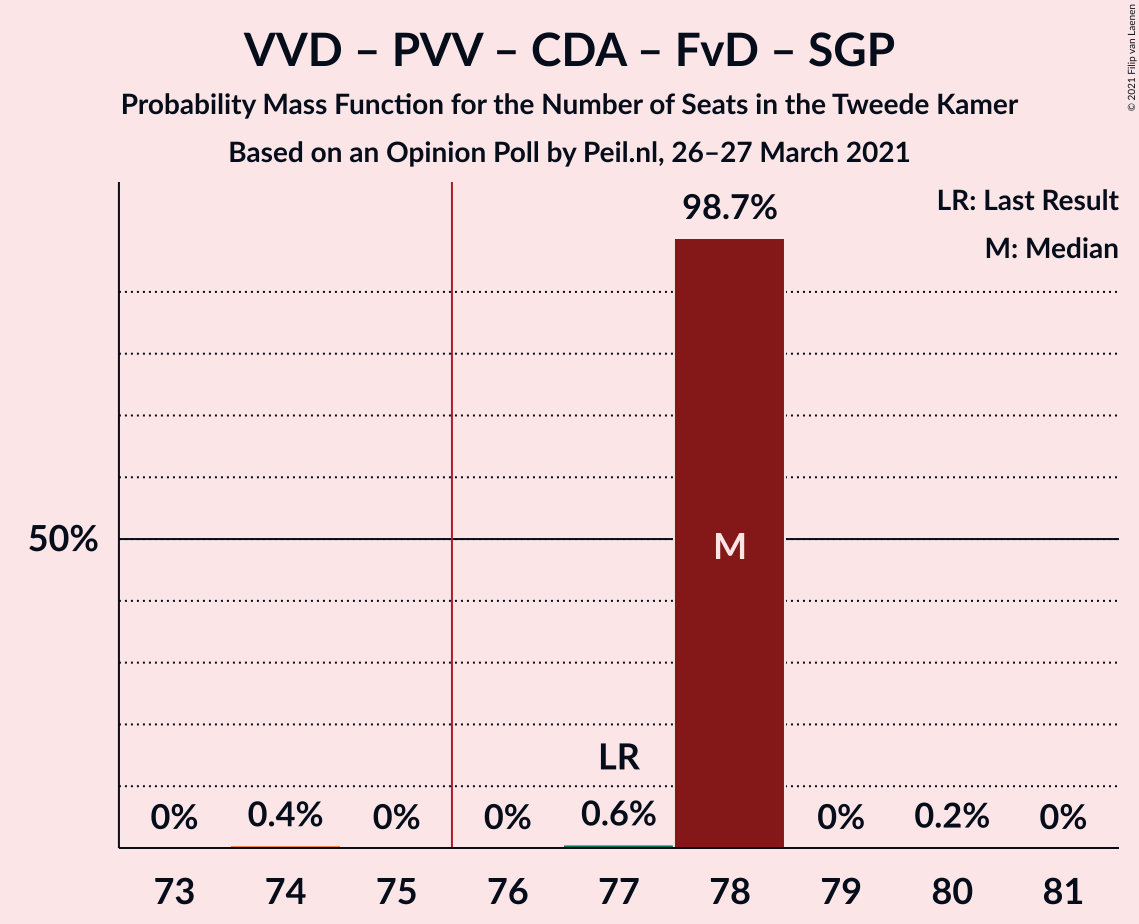 VVD – PVV – CDA – FvD – SGP
Probability Mass Function for the Number of Seats in the Tweede Kamer
Based on an Opinion Poll by Peil.nl, 26–27 March 2021
© 2021 Filip van Laenen
LR: Last Result
M: Median
98.7%
50%
M
LR
0% 0.4% 0% 0% 0.6% 0% 0.2% 0%
73 74 75 76 77 78 79 80 81